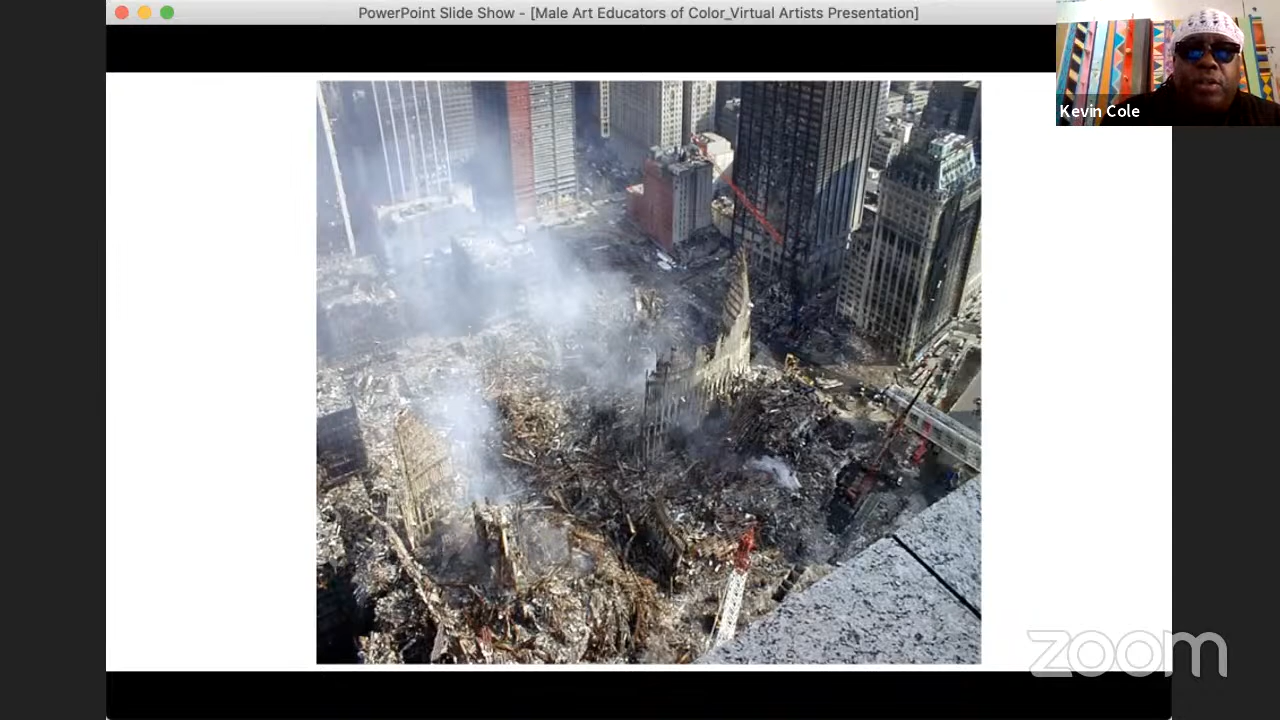 PowerPoint Slide Show - [Male Art Educators of Color_Virtual Artists Presentation]
Kevin Cole
zoom